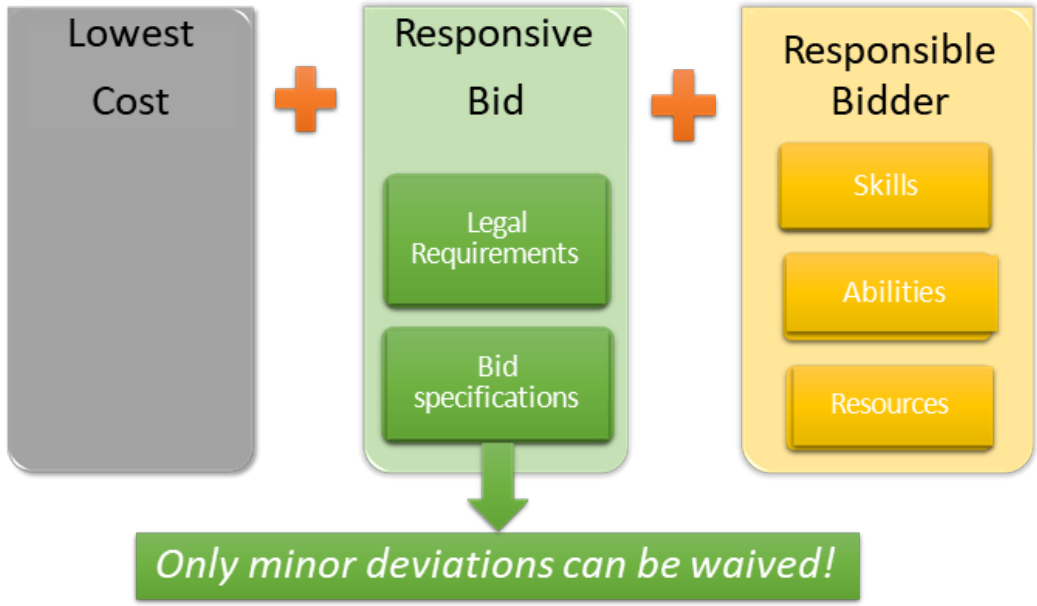 Lowest
Cost
Responsive
Bid
Legal
Requirements
Bid
specifications
Responsible
Bidder
Skills
Abilities
Resources
Only minor deviations can be waived!